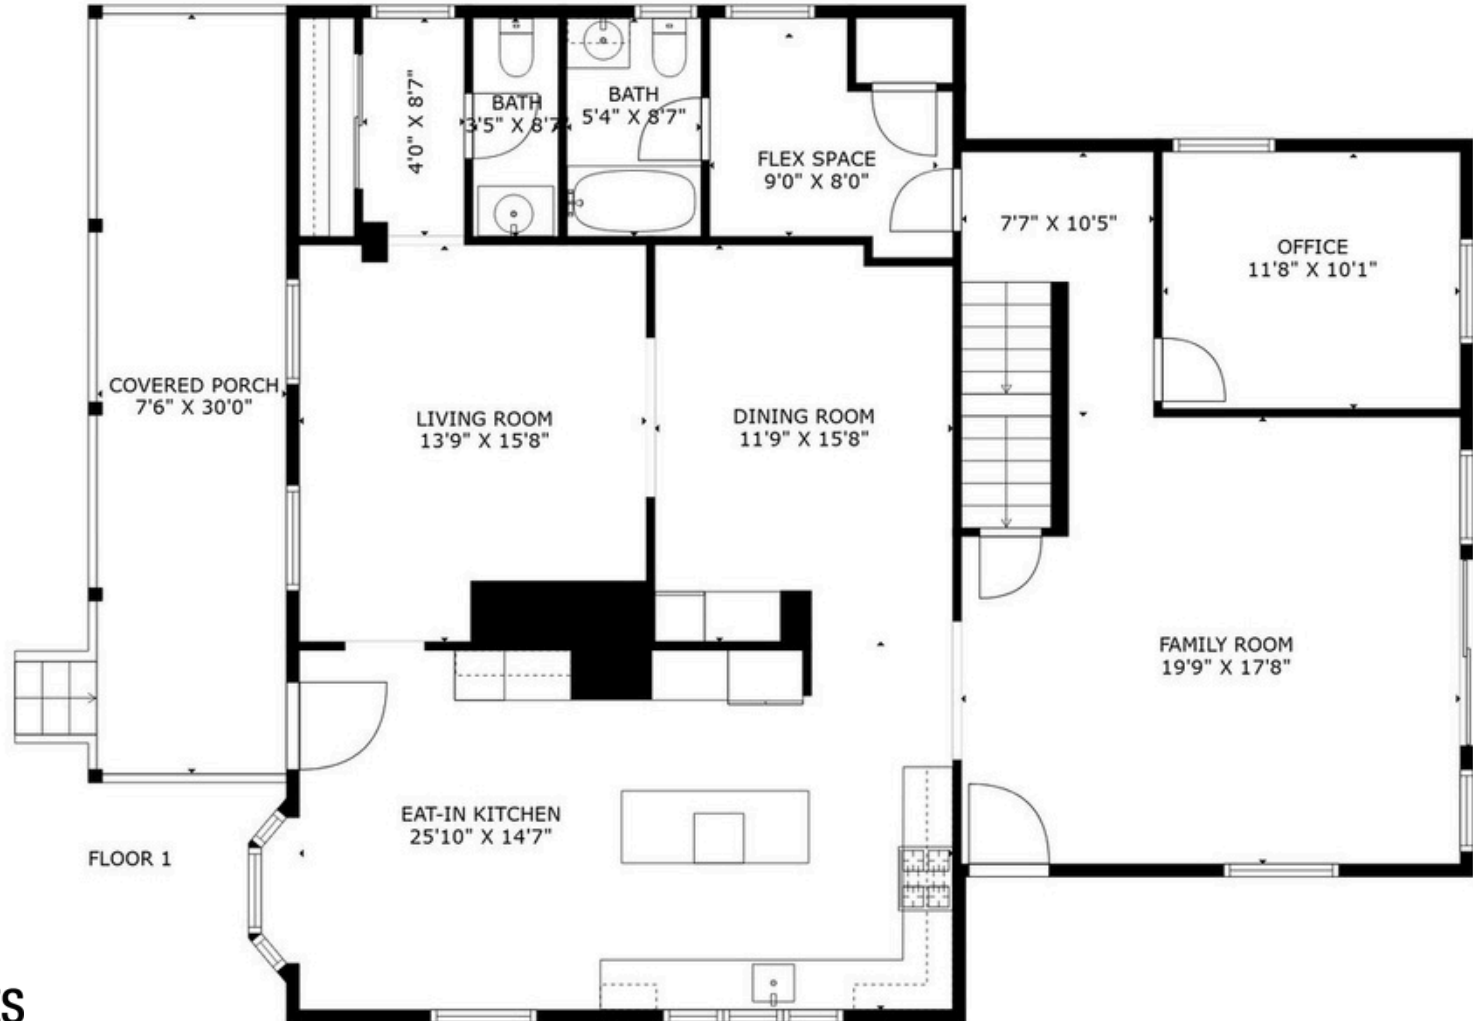 4'0" X 8'7"
BATH
3'5" X 8'7"
BATH
5'4" X 8'7"
FLEX SPACE
9'0" X 8'0"
7'7" X 10'5"
OFFICE
11'8" X 10'1"
COVERED PORCH
7'6" X 30'0"
LIVING ROOM
13'9" X 15'8"
DINING ROOM
11'9" X 15'8"
FAMILY ROOM
19'9" X 17'8"
EAT-IN KITCHEN
25'10" X 14'7"
FLOOR 1